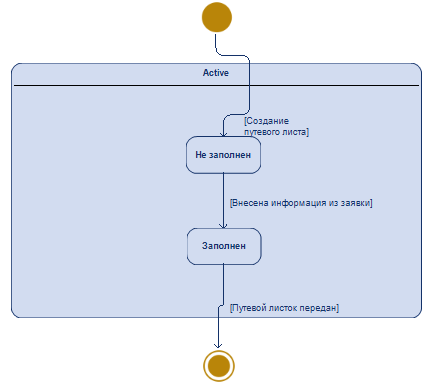 Active
[Создание
путевого листа]
Не заполнен
[Внесена информация из заявки]
Заполнен
[Путевой листок передан]